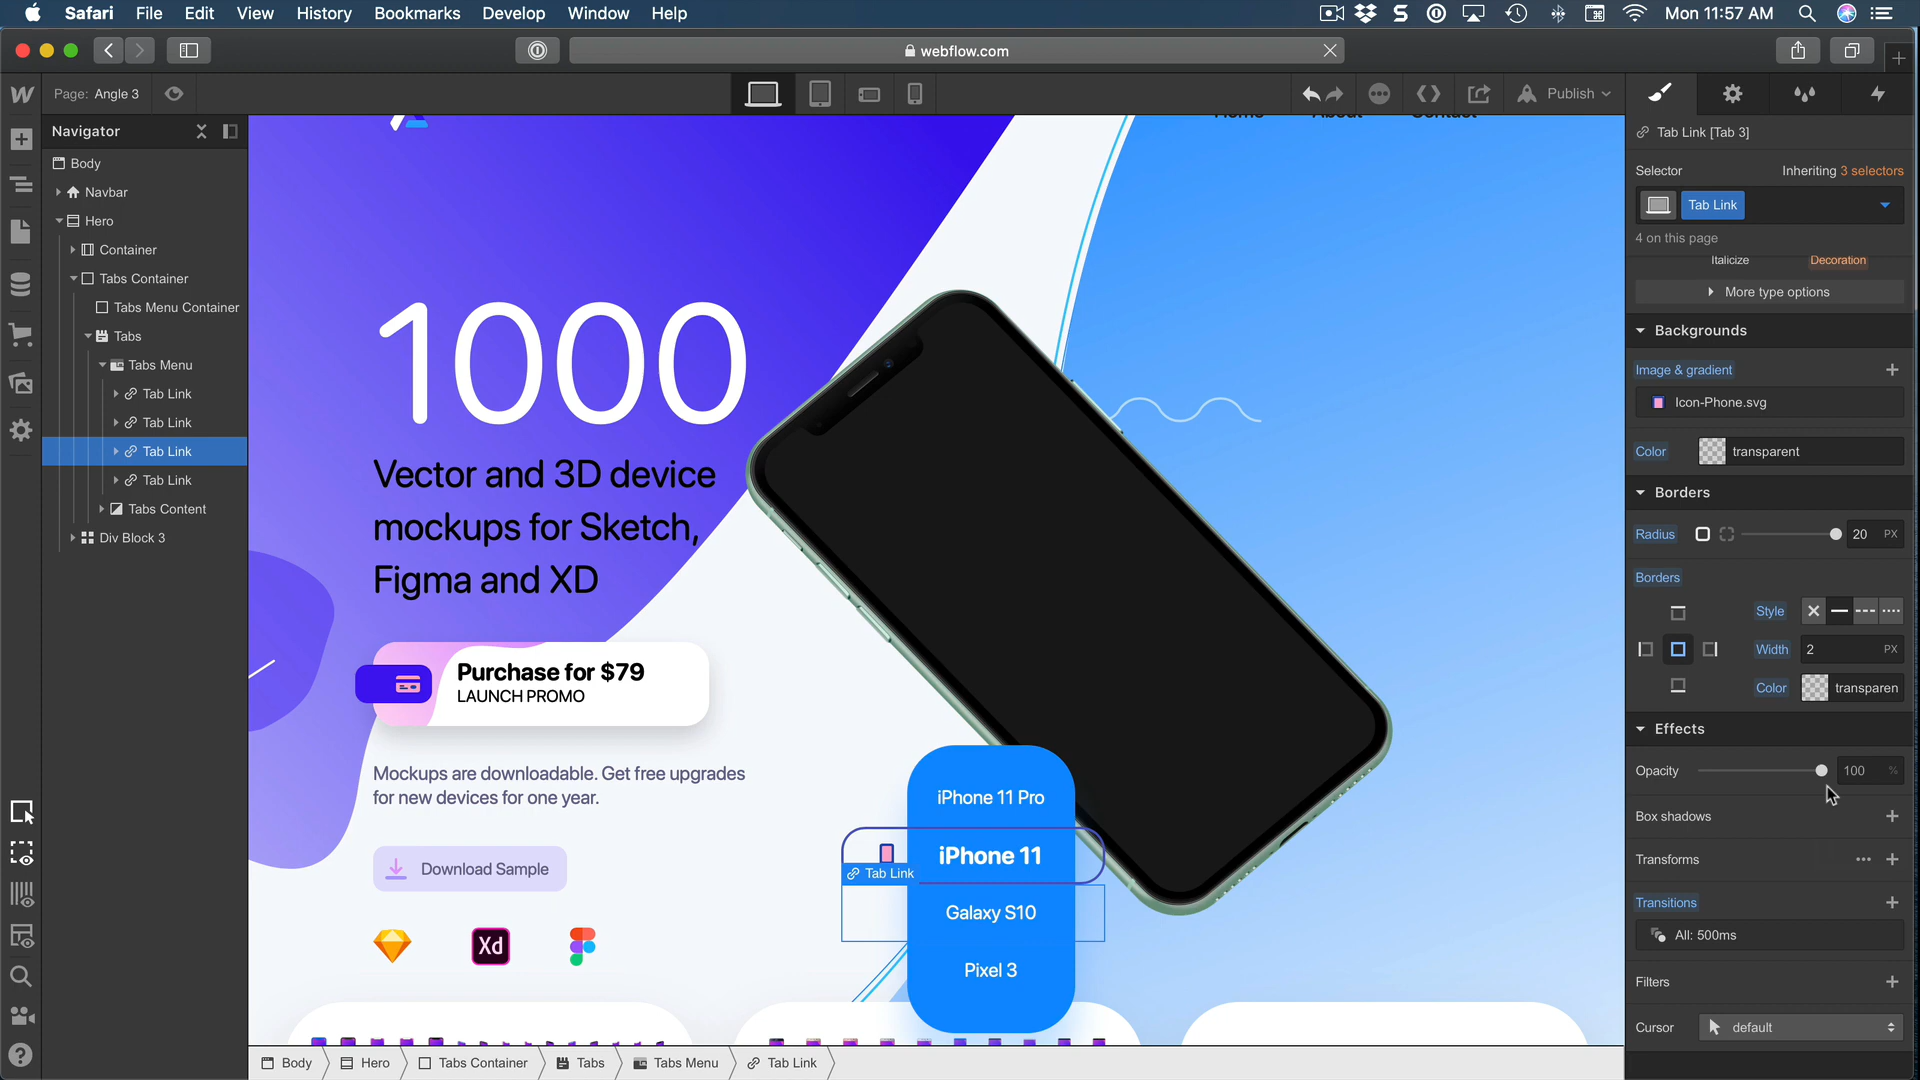 Safari File Edit View History Bookmarks Develop Window Help
Mon 11:57 AM
webflow.com
Page: Angle 3
Publish
Navigator
Body
Navbar
Hero
Container
Tabs Container
Tabs Menu Container
Tabs
Tabs Menu
Tab Link
Tab Link
Tab Link
Tab Link
Tabs Content
Div Block 3
Home About Contact
1000
Vector and 3D device
mockups for Sketch,
Figma and XD
Purchase for $79
LAUNCH PROMO
Mockups are downloadable. Get free upgrades
for new devices for one year.
Download Sample
Xd
iPhone 11 Pro
iPhone 11
Tab Link
Galaxy S10
Pixel 3
Body Hero Tabs Container Tabs Tabs Menu Tab Link
Tab Link [Tab 3]
Selector Inheriting 3 selectors
Tab Link
4 on this page
Italicize Decoration
More type options
Backgrounds
Image & gradient
Icon-Phone.svg
Color transparent
Borders
Radius 20 PX
Borders
Style
Width 2 PX
Color transparen
Effects
Opacity 100 %
Box shadows
Transforms
Transitions
All: 500ms
Filters
Cursor default